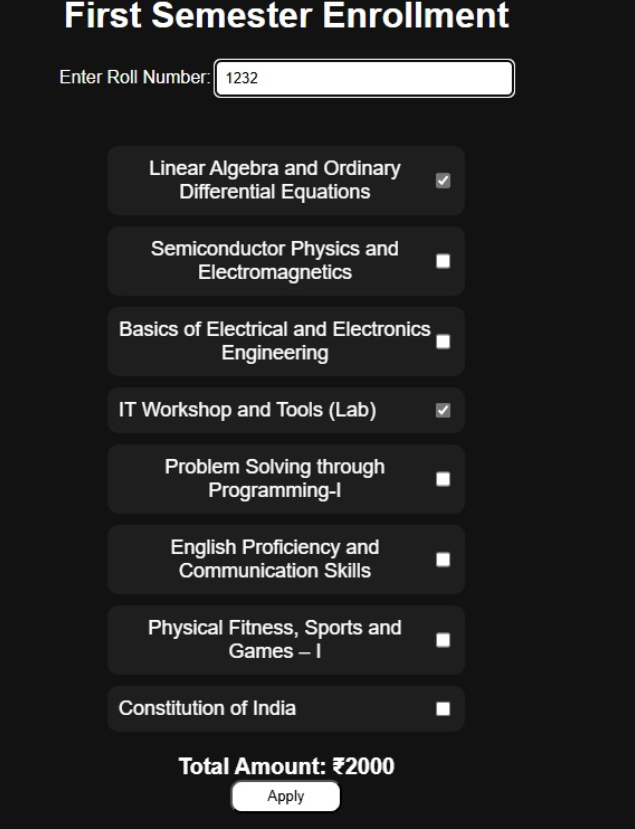 First Semester Enrollment
Enter Roll Number: 1232
Linear Algebra and Ordinary
Differential Equations
Semiconductor Physics and
Electromagnetics
Basics of Electrical and Electronics
Engineering
IT Workshop and Tools (Lab)
Problem Solving through
Programming-I
English Proficiency and
Communication Skills
Physical Fitness, Sports and
Games – I
Constitution of India
Total Amount: ₹2000
Apply